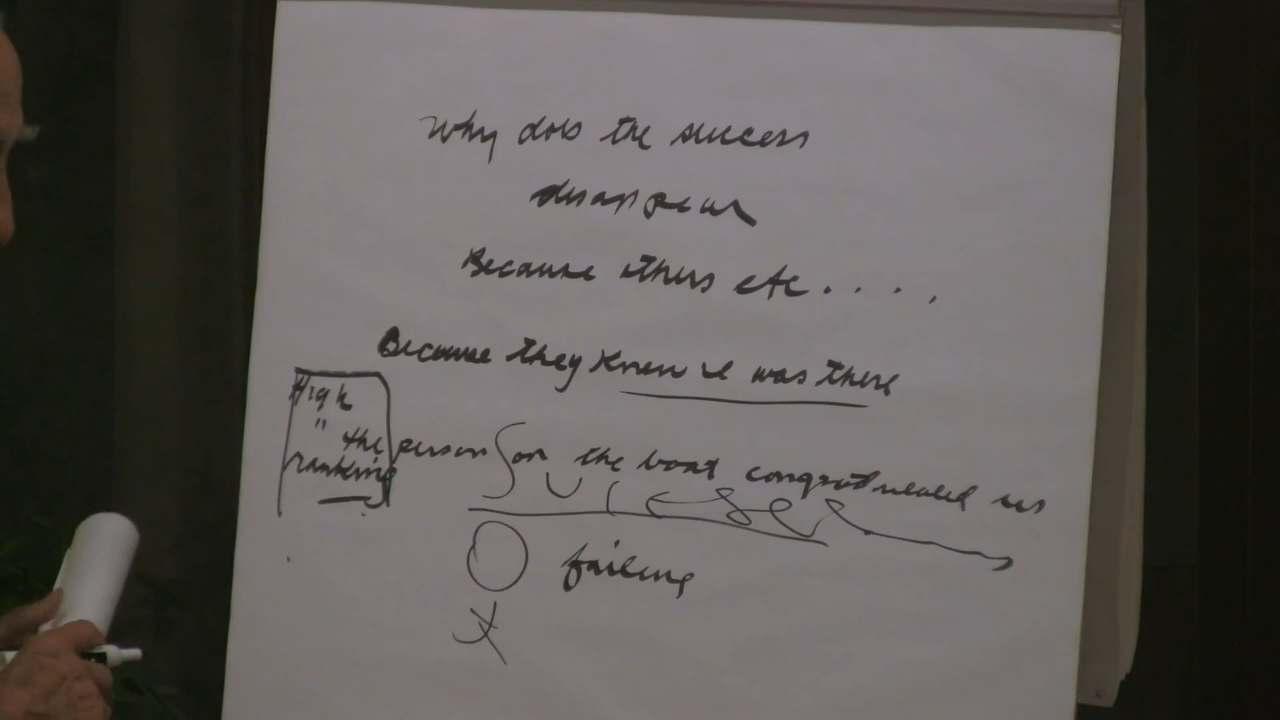 Why does the success
disappear
Because others etc....
Because they knew it was there
High
" the person on the boat congratulated us
ranking
failing